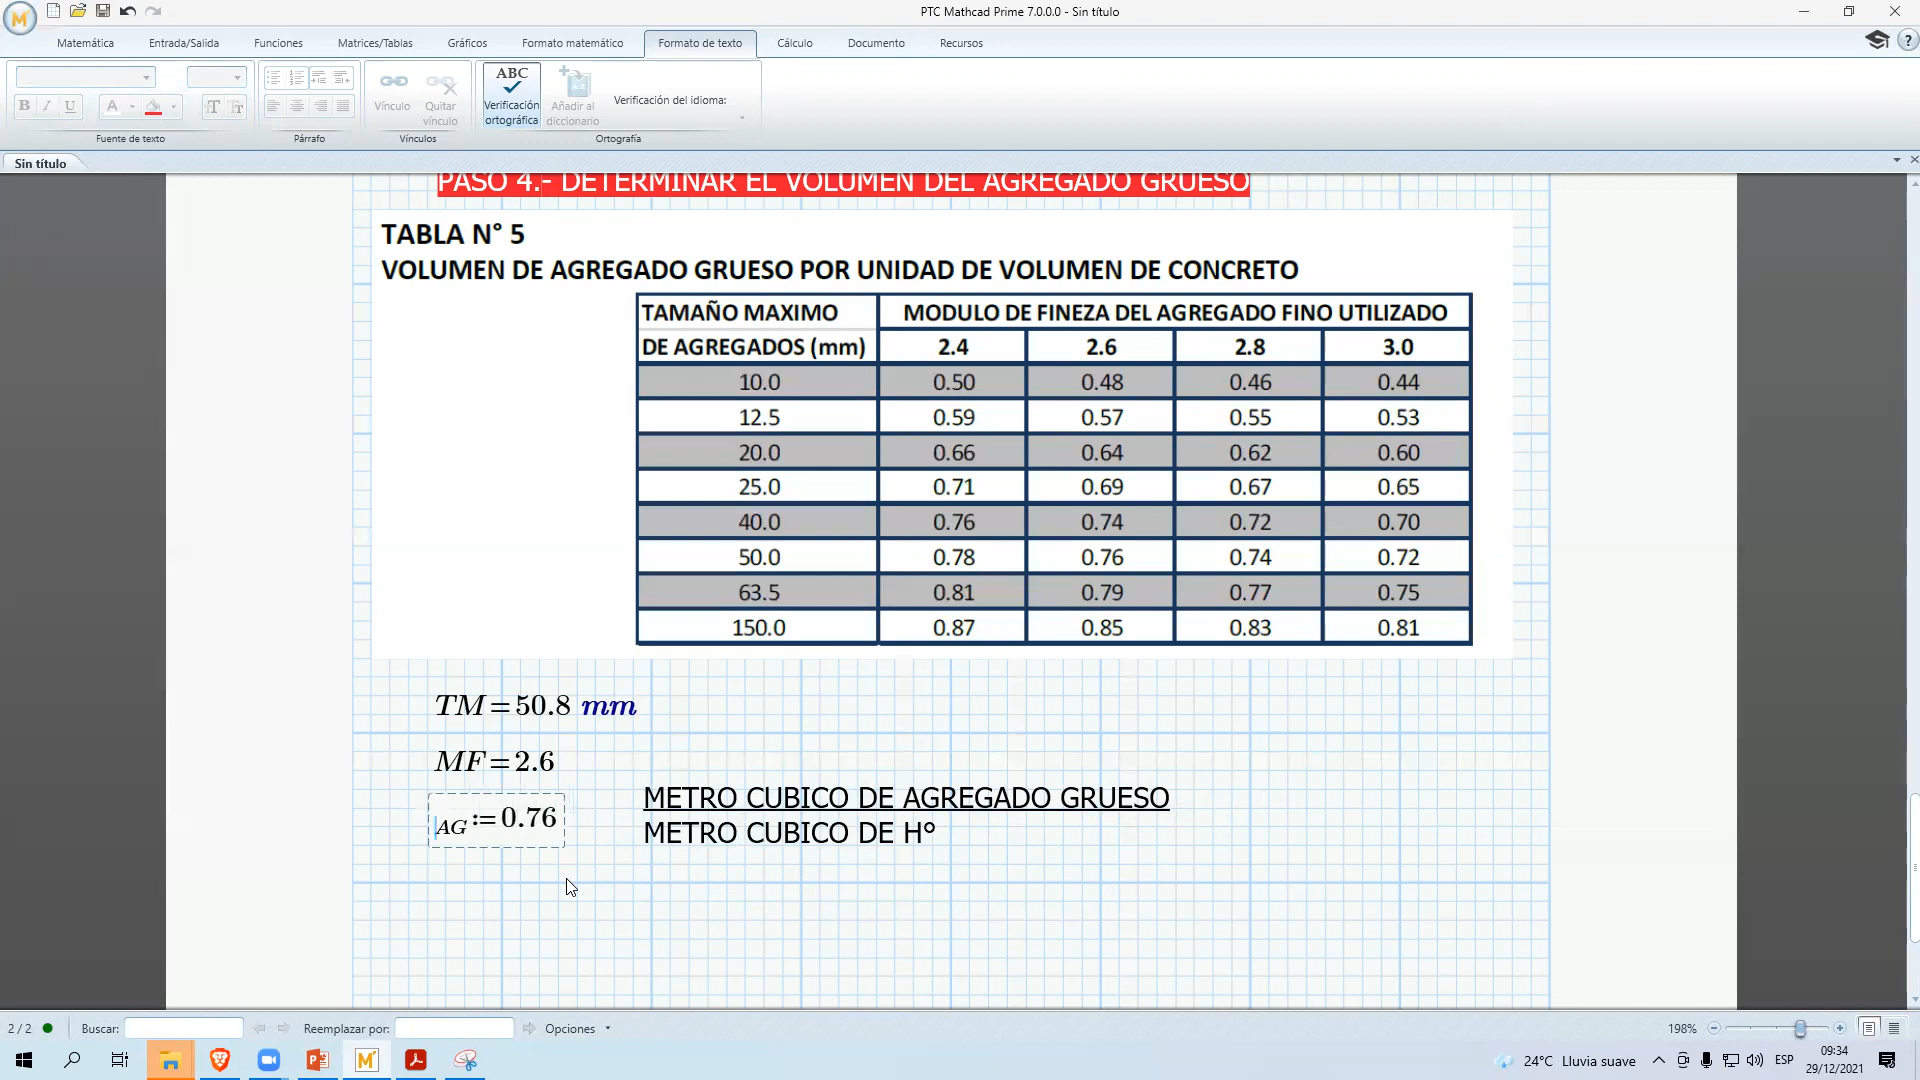 PTC Mathcad Prime 7.0.0.0 - Sin título
Matemática Entrada/Salida Funciones Matrices/Tablas Gráficos Formato matemático Formato de texto Cálculo Documento Recursos
ABC
Vínculo Quitar vínculo Verificación ortográfica Añadir al diccionario Verificación del idioma:
Fuente de texto Párrafo Vínculos Ortografía
Sin título
PASO 4.- DETERMINAR EL VOLUMEN DEL AGREGADO GRUESO
TABLA N° 5
VOLUMEN DE AGREGADO GRUESO POR UNIDAD DE VOLUMEN DE CONCRETO
TAMAÑO MAXIMO MODULO DE FINEZA DEL AGREGADO FINO UTILIZADO
DE AGREGADOS (mm) 2.4 2.6 2.8 3.0
10.0 0.50 0.48 0.46 0.44
12.5 0.59 0.57 0.55 0.53
20.0 0.66 0.64 0.62 0.60
25.0 0.71 0.69 0.67 0.65
40.0 0.76 0.74 0.72 0.70
50.0 0.78 0.76 0.74 0.72
63.5 0.81 0.79 0.77 0.75
150.0 0.87 0.85 0.83 0.81
TM = 50.8 mm
MF = 2.6
AG := 0.76
METRO CUBICO DE AGREGADO GRUESO
METRO CUBICO DE H°
2 / 2 Buscar: Reemplazar por: Opciones 198%
24°C Lluvia suave ESP 09:34
29/12/2021